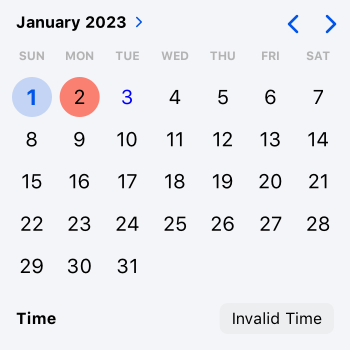 January 2023
SUN MON TUE WED THU FRI SAT
1 2 3 4 5 6 7
8 9 10 11 12 13 14
15 16 17 18 19 20 21
22 23 24 25 26 27 28
29 30 31
Time Invalid Time